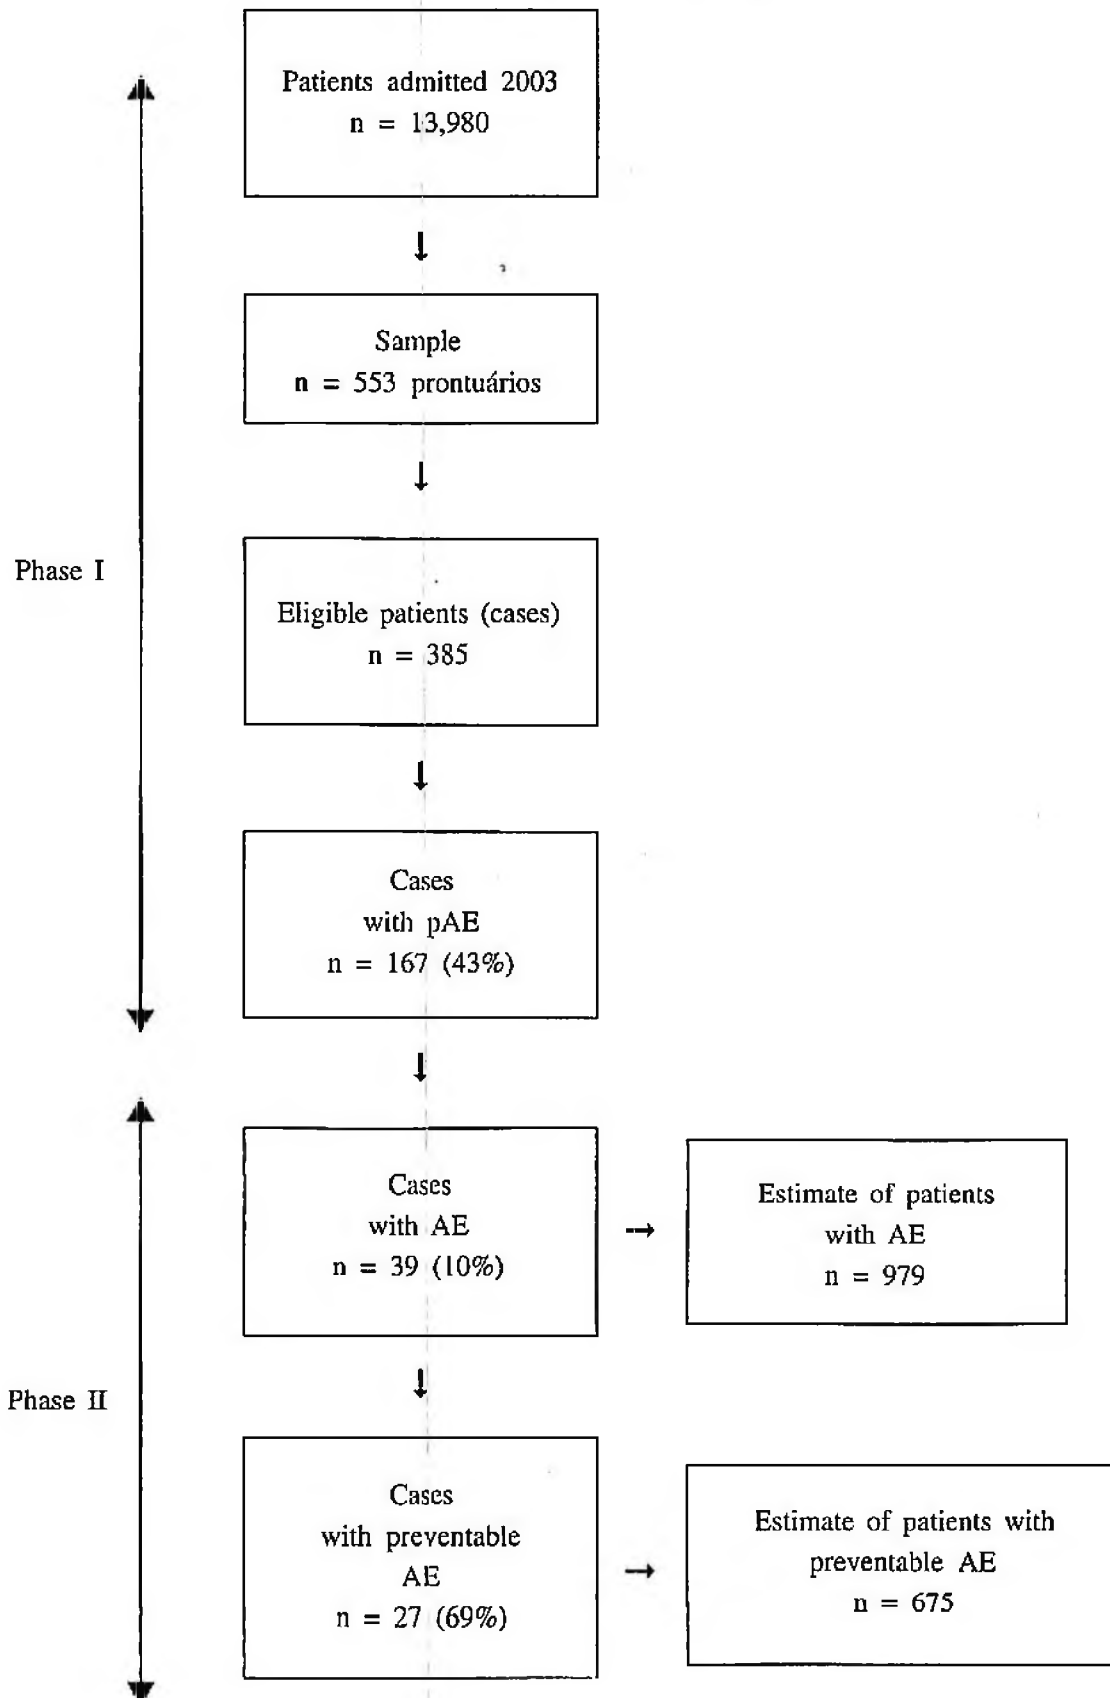 Patients admitted 2003
n = 13,980
Sample
n = 553 prontuários
Phase I
Eligible patients (cases)
n = 385
Cases
with pAE
n = 167 (43%)
Cases
with AE
n = 39 (10%)
Estimate of patients
with AE
n = 979
Phase II
Cases
with preventable
AE
n = 27 (69%)
Estimate of patients with
preventable AE
n = 675